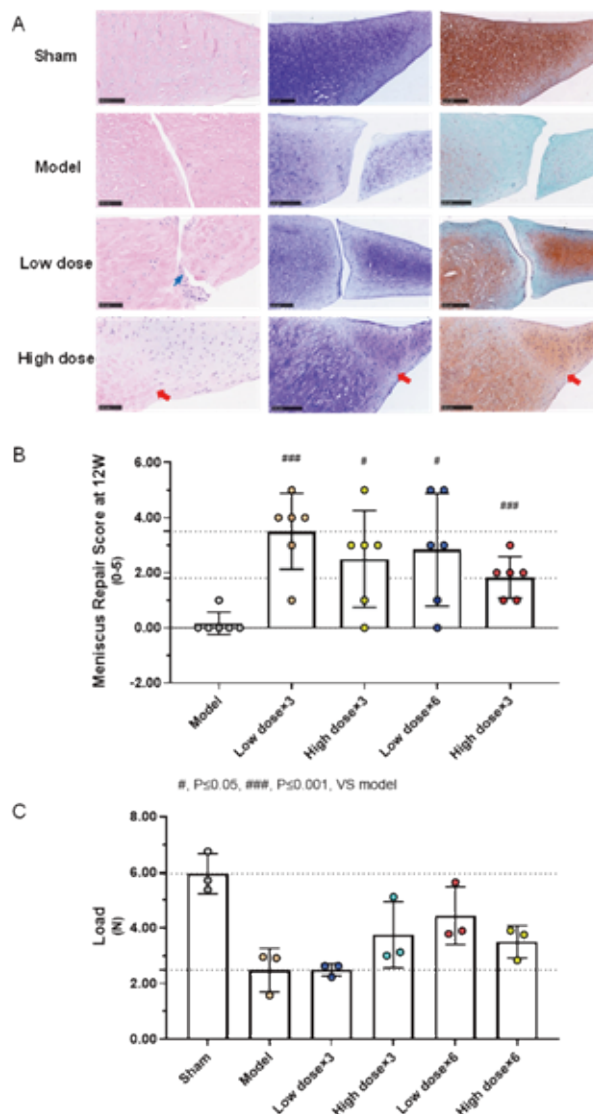 A
Sham
Model
Low dose
High dose
B
Meniscus Repair Score at 12W
(0-5)
6.00
4.00
2.00
0.00
-2.00
###
#
#
###
Model
Low dose×3
High dose×3
Low dose×6
High dose×3
#, P≤0.05, ###, P≤0.001, VS model
C
Load
(N)
8.00
6.00
4.00
2.00
0.00
Sham
Model
Low dose×3
High dose×3
Low dose×6
High dose×6